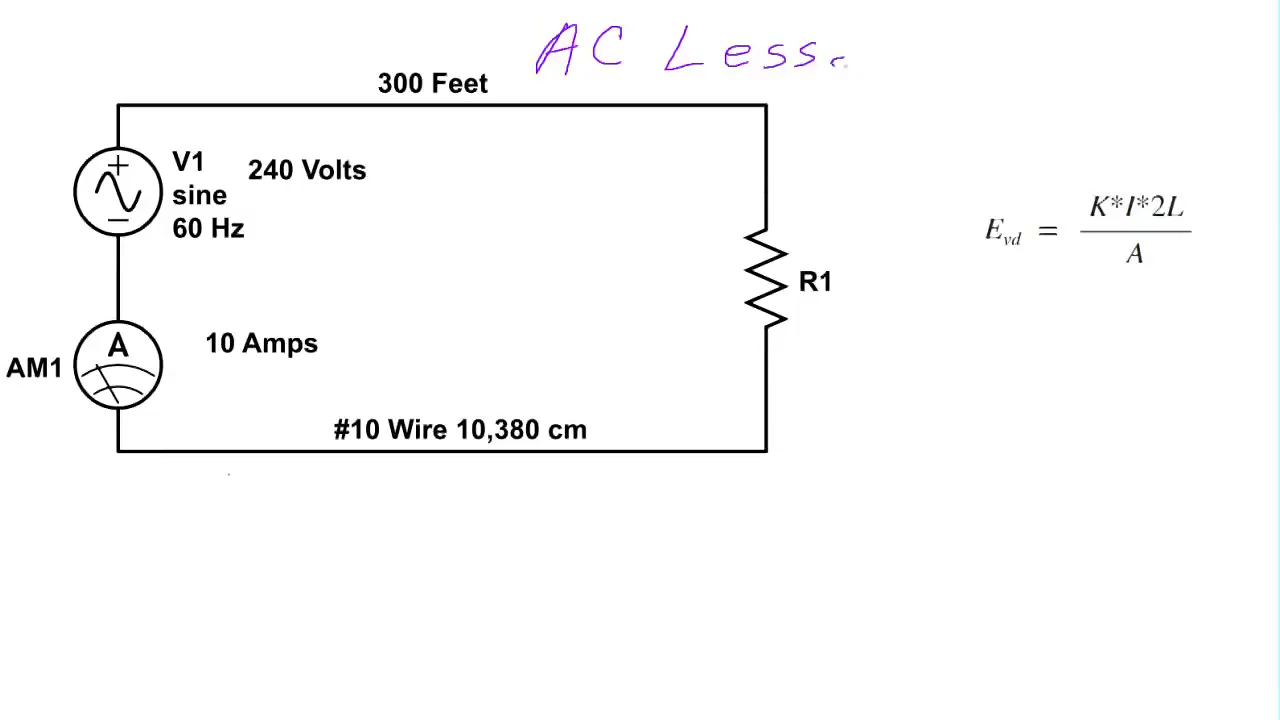 AC Less
300 Feet
V1
sine
60 Hz
240 Volts
R1
A
AM1
10 Amps
#10 Wire 10,380 cm
E_vd = K*I*2L / A